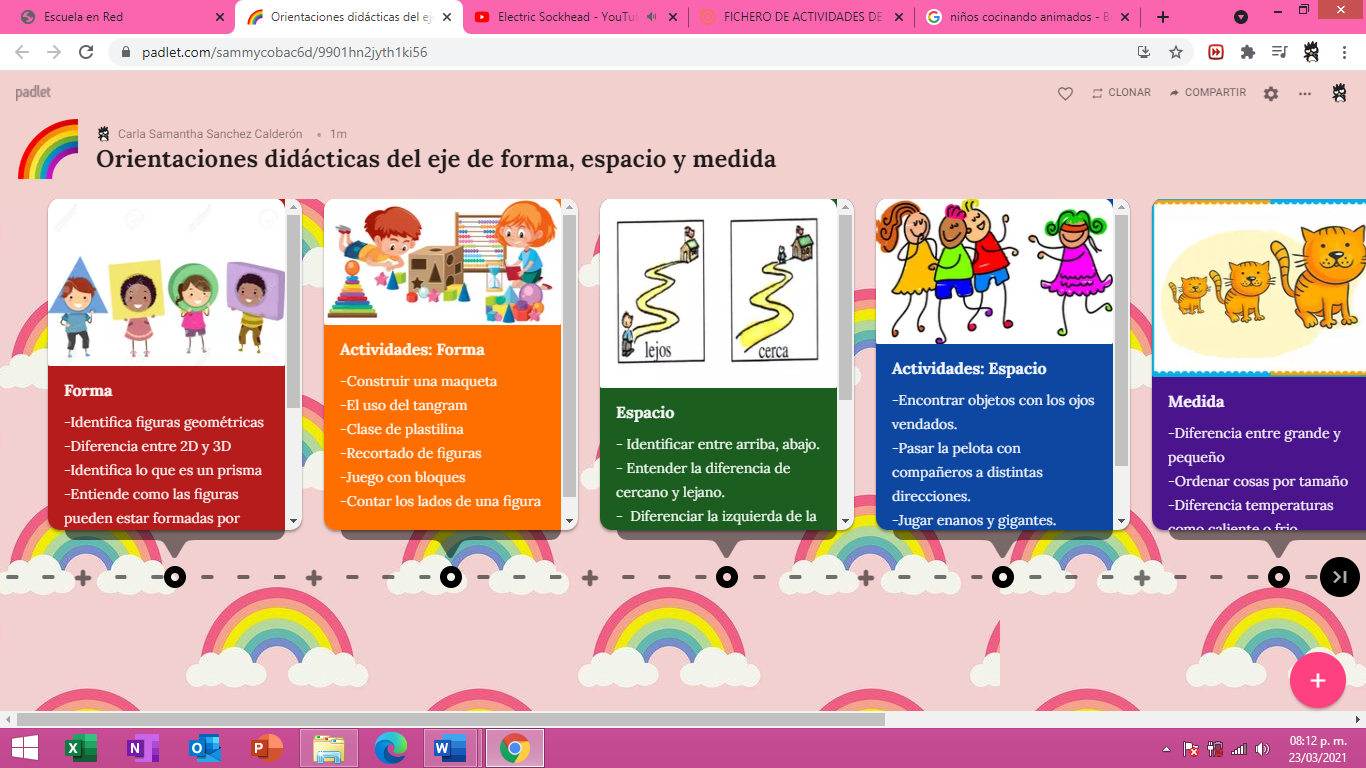 Escuela en Red
Orientaciones didácticas del eje
Electric Sockhead - YouTu
FICHERO DE ACTIVIDADES DE
niños cocinando animados - B
padlet.com/sammycobac6d/9901hn2jyth1ki56
padlet
CLONAR
COMPARTIR
Carla Samantha Sanchez Calderón • 1m
Orientaciones didácticas del eje de forma, espacio y medida
Forma
-Identifica figuras geométricas
-Diferencia entre 2D y 3D
-Identifica lo que es un prisma
-Entiende como las figuras
pueden estar formadas por
Actividades: Forma
-Construir una maqueta
-El uso del tangram
-Clase de plastilina
-Recortado de figuras
-Juego con bloques
-Contar los lados de una figura
lejos
cerca
Espacio
- Identificar entre arriba, abajo.
- Entender la diferencia de
cercano y lejano.
- Diferenciar la izquierda de la
Actividades: Espacio
-Encontrar objetos con los ojos
vendados.
-Pasar la pelota con
compañeros a distintas
direcciones.
-Jugar enanos y gigantes.
Medida
-Diferencia entre grande y
pequeño
-Ordenar cosas por tamaño
-Diferencia temperaturas
como caliente o frio
08:12 p. m.
23/03/2021